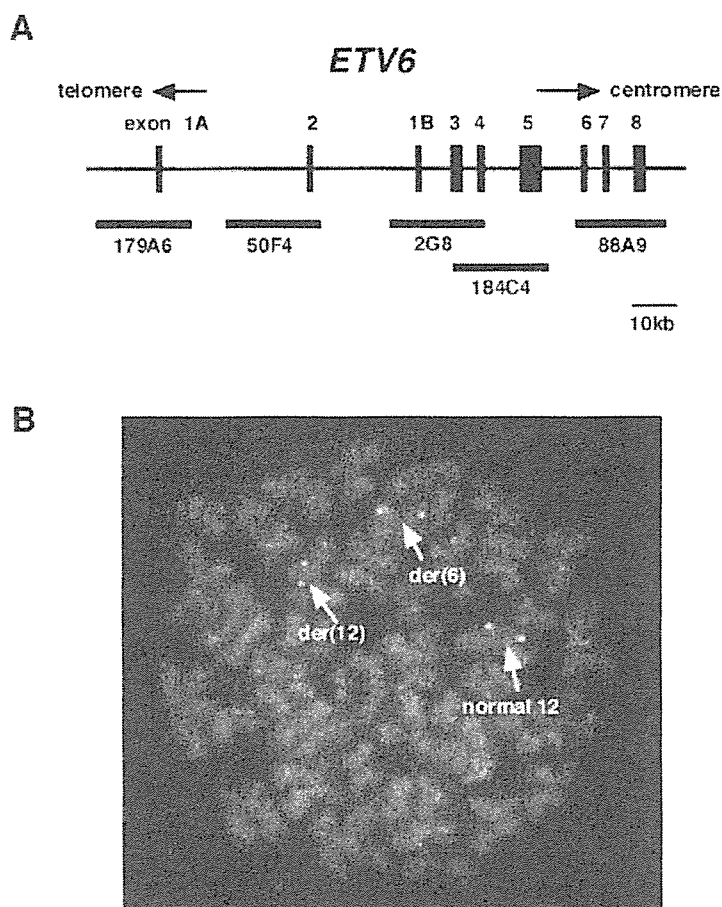 A
ETV6
telomere centromere
exon 1A 2 1B 3 4 5 6 7 8
179A6 50F4 2G8 88A9
184C4
10kb
B
der(6)
der(12)
normal 12